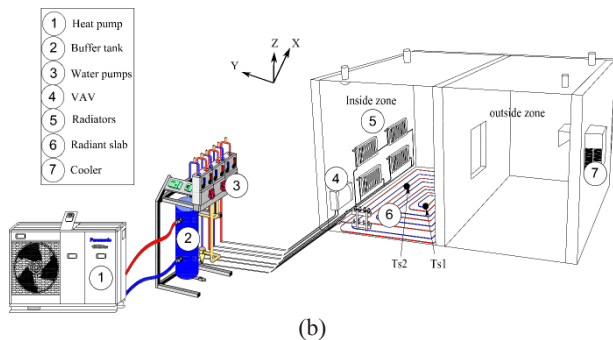 1 Heat pump
2 Buffer tank
3 Water pumps
4 VAV
5 Radiators
6 Radiant slab
7 Cooler
Z
X
Y
Inside zone
outside zone
5
4
7
3
6
2
Ts2
Ts1
Panasonic
1
(b)